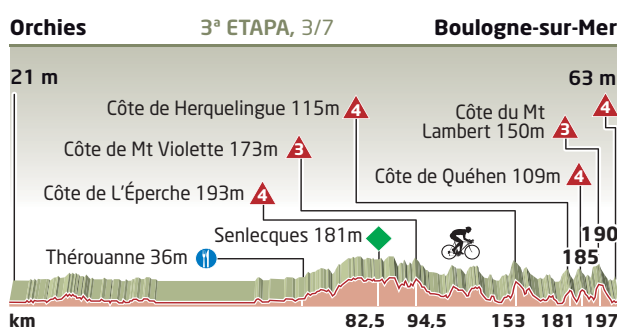 Orchies 3ª ETAPA, 3/7 Boulogne-sur-Mer
21 m 63 m
Côte de Herquelingue 115m 4
Côte du Mt
Lambert 150m 3
4
Côte de Mt Violette 173m 3
Côte de Quéhen 109m 4
Côte de L'Éperche 193m 4
Senlecques 181m
Thérouanne 36m
190
185
km 82,5 94,5 153 181 197